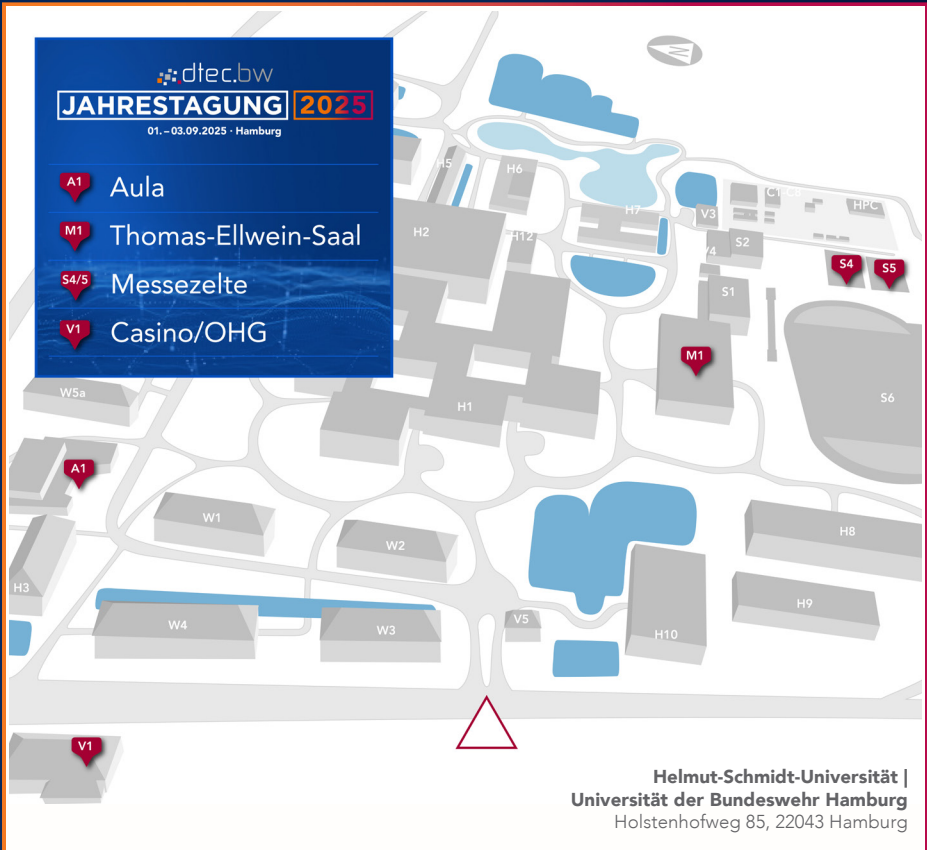 dtec.bw
JAHRESTAGUNG 2025
01. – 03.09.2025 · Hamburg
A1 Aula
M1 Thomas-Ellwein-Saal
S4/5 Messezelte
V1 Casino/OHG
N
H5
H6
H2
H12
H7
V3
HPC
V4
S2
S4
S5
S1
M1
S6
W5a
H1
A1
W1
W2
H8
H3
H9
W4
W3
V5
H10
V1
Helmut-Schmidt-Universität |
Universität der Bundeswehr Hamburg
Holstenhofweg 85, 22043 Hamburg